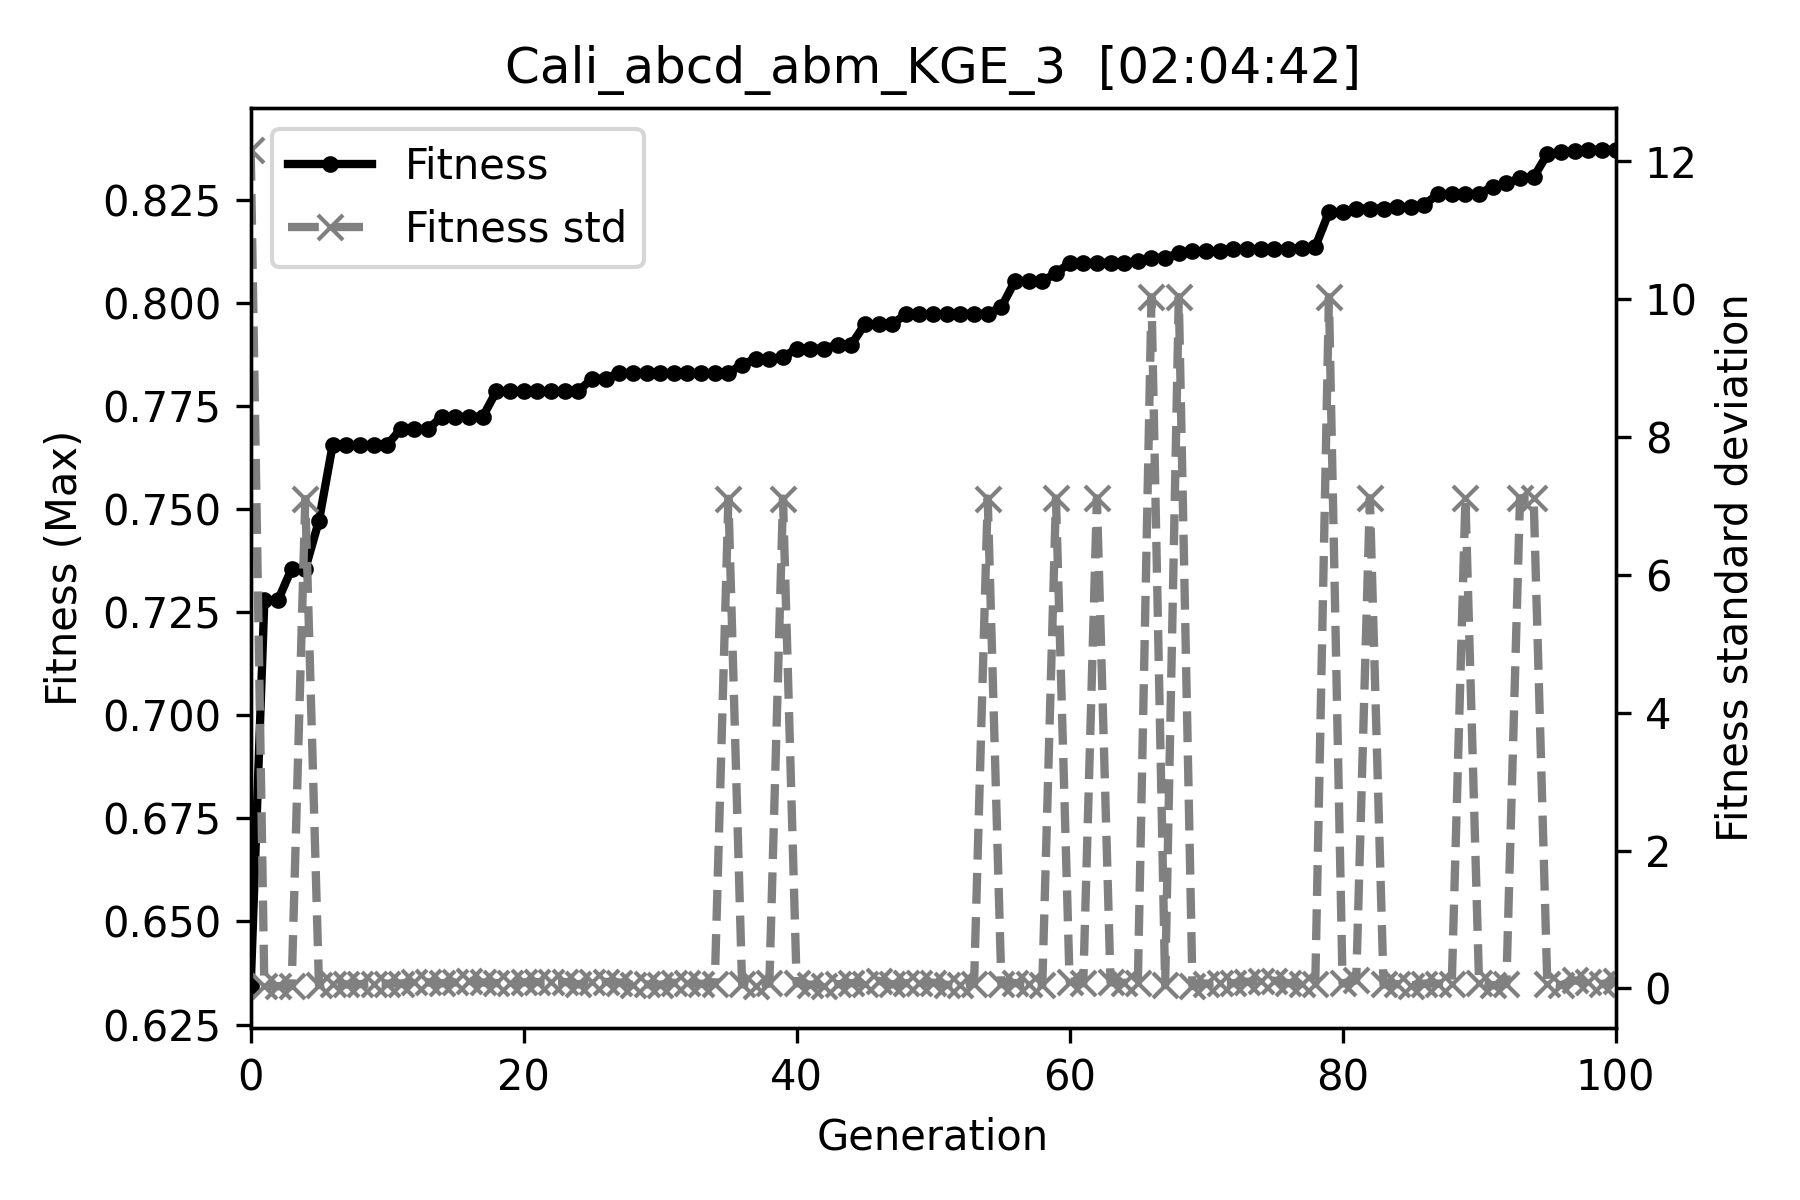 Cali_abcd_abm_KGE_3 [02:04:42]
Fitness
Fitness std
Fitness (Max)
0.825
0.800
0.775
0.750
0.725
0.700
0.675
0.650
0.625
12
10
8
6
4
2
0
Fitness standard deviation
0 20 40 60 80 100
Generation